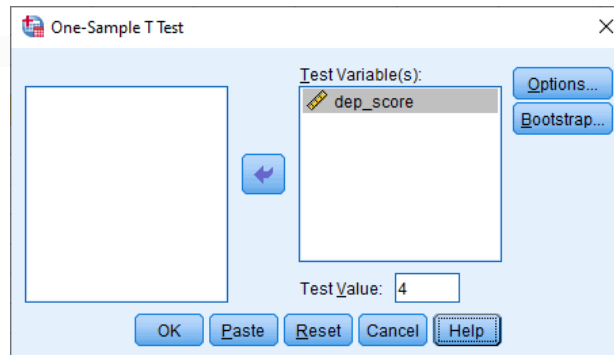 One-Sample T Test
Test Variable(s):
dep_score
Options...
Bootstrap...
Test Value: 4
OK Paste Reset Cancel Help